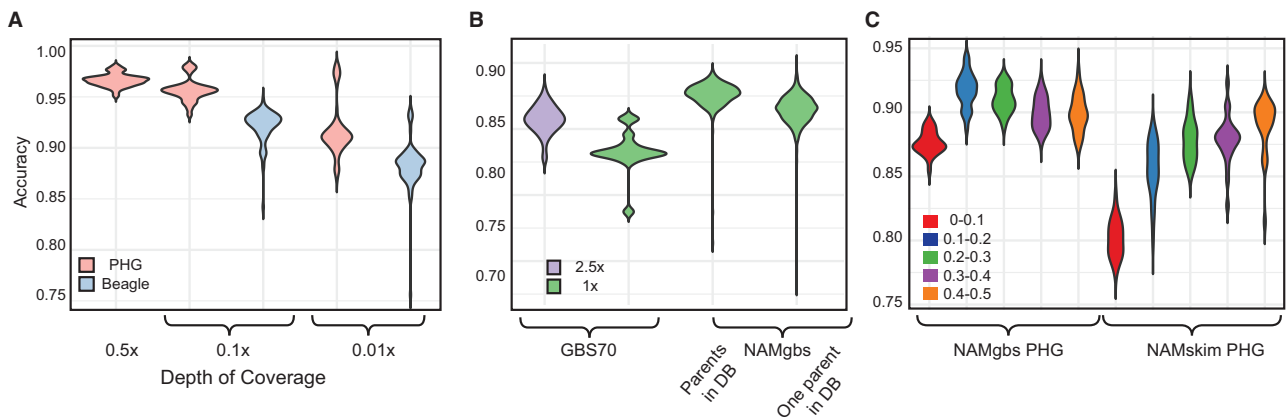 A
1.00
0.95
0.90
0.85
0.80
0.75
Accuracy
PHG
Beagle
0.5x
0.1x
0.01x
Depth of Coverage
B
0.90
0.85
0.80
0.75
0.70
2.5x
1x
GBS70
Parents
in DB
NAMgbs
One parent
in DB
C
0.95
0.90
0.85
0.80
0.75
0-0.1
0.1-0.2
0.2-0.3
0.3-0.4
0.4-0.5
NAMgbs PHG
NAMskim PHG